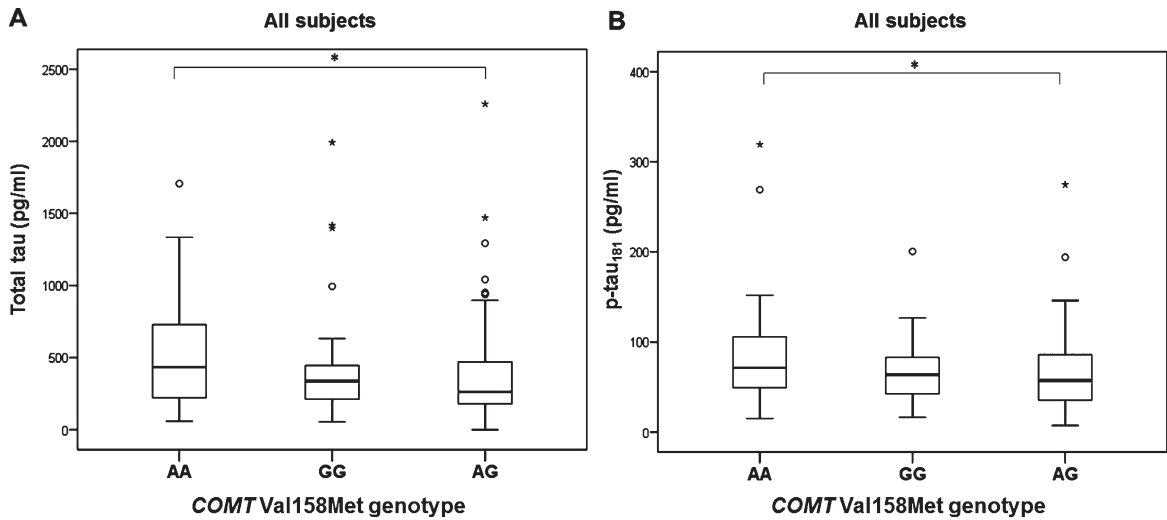 A
All subjects
*
Total tau (pg/ml)
2500
2000
1500
1000
500
0
AA
GG
AG
COMT Val158Met genotype
B
All subjects
*
p-tau181 (pg/ml)
400
300
200
100
0
AA
GG
AG
COMT Val158Met genotype